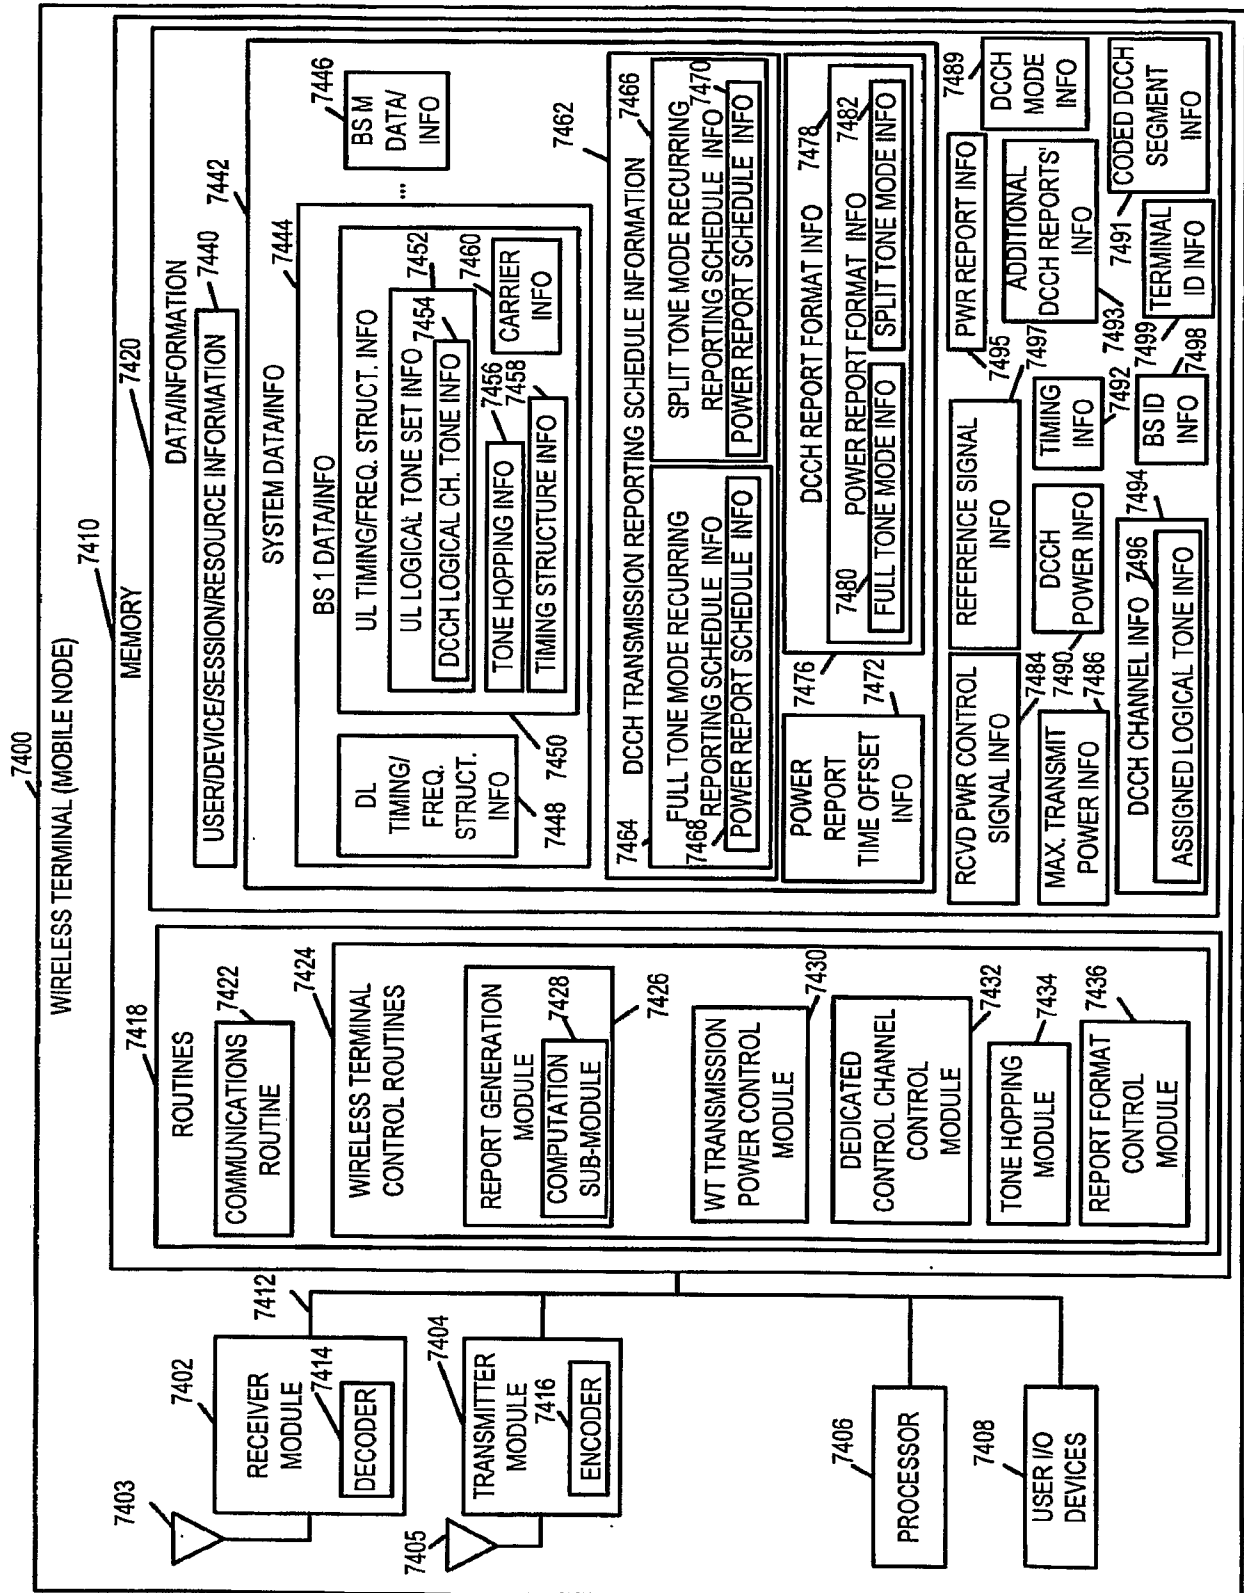 7400
WIRELESS TERMINAL (MOBILE NODE)
7403
7402
RECEIVER
MODULE
7414
DECODER
7412
7405
7404
TRANSMITTER
MODULE
7416
ENCODER
7406
PROCESSOR
7408
USER I/O
DEVICES
7410
MEMORY
7418
ROUTINES
7422
COMMUNICATIONS
ROUTINE
7424
WIRELESS TERMINAL
CONTROL ROUTINES
REPORT GENERATION
MODULE
7428
COMPUTATION
SUB-MODULE
7426
7430
WT TRANSMISSION
POWER CONTROL
MODULE
DEDICATED
CONTROL CHANNEL
CONTROL
MODULE
7432
TONE HOPPING
MODULE
7434
REPORT FORMAT
CONTROL
MODULE
7436
7420
DATA/INFORMATION
7440
USER/DEVICE/SESSION/RESOURCE INFORMATION
7442
SYSTEM DATA/INFO
7444
BS 1 DATA/INFO
7446
BS M
DATA/
INFO
...
DL
TIMING/
FREQ.
STRUCT.
INFO
7448
UL TIMING/FREQ. STRUCT. INFO
7450
UL LOGICAL TONE SET INFO
7452
7454
DCCH LOGICAL CH. TONE INFO
7456
TONE HOPPING INFO
7458
TIMING STRUCTURE INFO
7460
CARRIER
INFO
7462
DCCH TRANSMISSION REPORTING SCHEDULE INFORMATION
7464
FULL TONE MODE RECURING
REPORTING SCHEDULE INFO
7468
POWER REPORT SCHEDULE INFO
7466
SPLIT TONE MODE RECURRING
REPORTING SCHEDULE INFO
7470
POWER REPORT SCHEDULE INFO
POWER
REPORT
TIME OFFSET
INFO
7472
7476
DCCH REPORT FORMAT INFO
7478
POWER REPORT FORMAT INFO
7480
FULL TONE MODE INFO
7482
SPLIT TONE MODE INFO
RCVD PWR CONTROL
SIGNAL INFO
7484
REFERENCE SIGNAL
INFO
7497
PWR REPORT INFO
7495
DCCH
MODE
INFO
7489
MAX. TRANSMIT
POWER INFO
7486
DCCH
POWER INFO
7490
TIMING
INFO
7492
ADDITIONAL
DCCH REPORTS'
INFO
7493
DCCH CHANNEL INFO
7494
7496
ASSIGNED LOGICAL TONE INFO
BS ID
INFO
7498
TERMINAL
ID INFO
7499
CODED DCCH
SEGMENT
INFO
7491